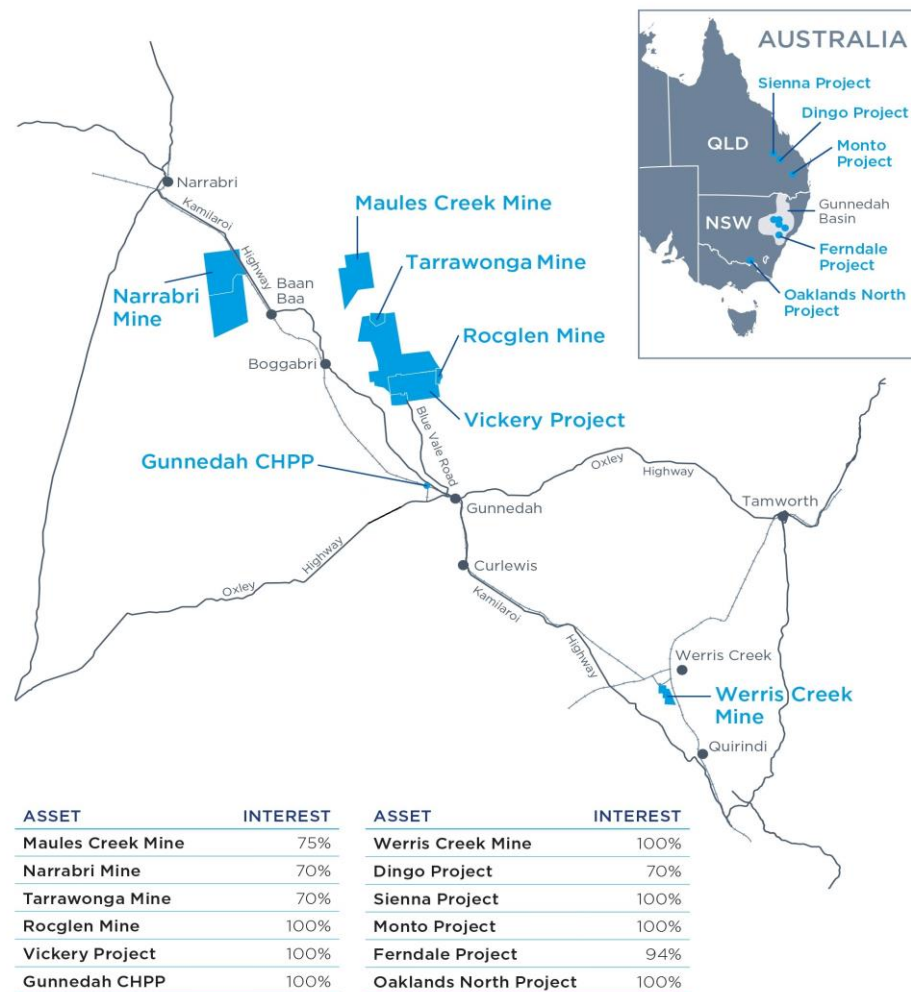 AUSTRALIA
Sienna Project
Dingo Project
QLD
Monto
Project
Gunnedah
Basin
NSW
Ferndale
Project
Oaklands North
Project
Narrabri
Kamilaroi
Highway
Maules Creek Mine
Tarrawonga Mine
Narrabri
Mine
Baan
Baa
Rocglen Mine
Boggabri
Vickery Project
Blue Vale Road
Gunnedah CHPP
Oxley
Highway
Gunnedah
Tamworth
Oxley
Highway
Curlewis
Kamilaroi
Highway
Werris Creek
Werris Creek
Mine
Quirindi
ASSET INTEREST
Maules Creek Mine 75%
Narrabri Mine 70%
Tarrawonga Mine 70%
Rocglen Mine 100%
Vickery Project 100%
Gunnedah CHPP 100%
ASSET INTEREST
Werris Creek Mine 100%
Dingo Project 70%
Sienna Project 100%
Monto Project 100%
Ferndale Project 94%
Oaklands North Project 100%